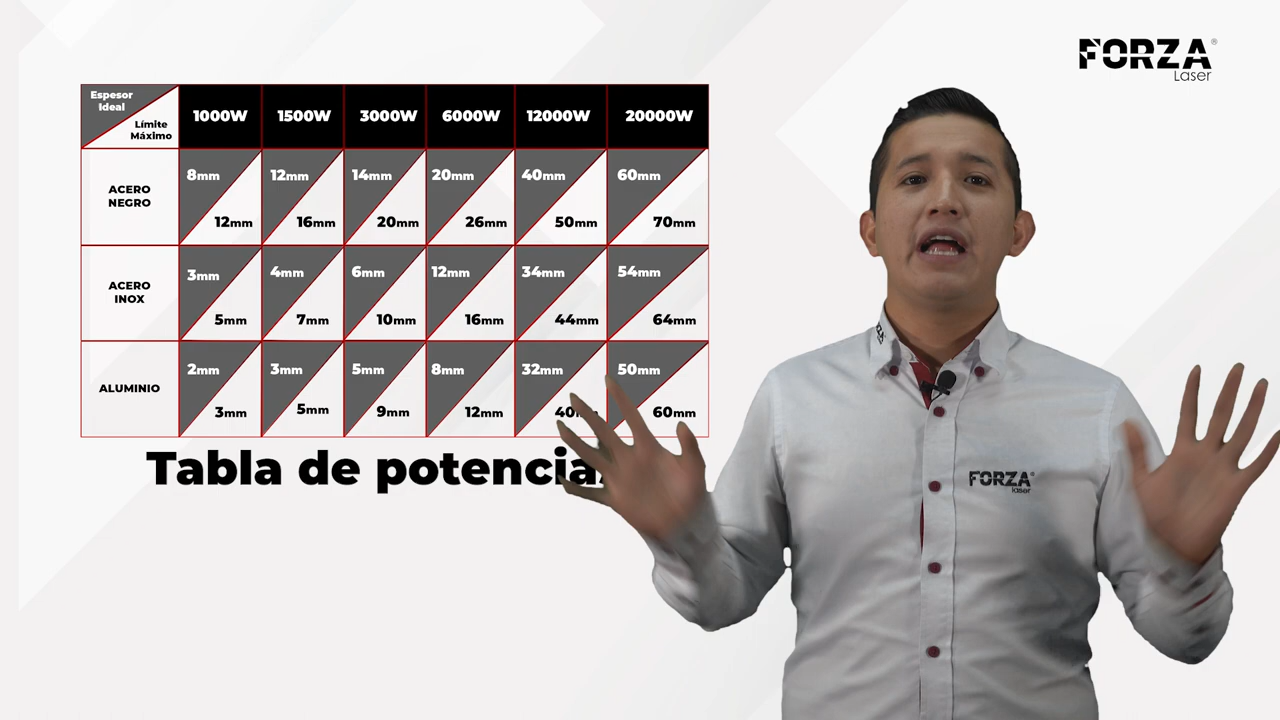 FORZA®
Laser
Espesor
Ideal
Límite
Máximo
1000W 1500W 3000W 6000W 12000W 20000W
ACERO
NEGRO
8mm 12mm 14mm 20mm 40mm 60mm
12mm 16mm 20mm 26mm 50mm 70mm
ACERO
INOX
3mm 4mm 6mm 12mm 34mm 54mm
5mm 7mm 10mm 16mm 44mm 64mm
ALUMINIO
2mm 3mm 5mm 8mm 32mm 50mm
3mm 5mm 9mm 12mm 40mm 60mm
Tabla de potencia
FORZA®
laser